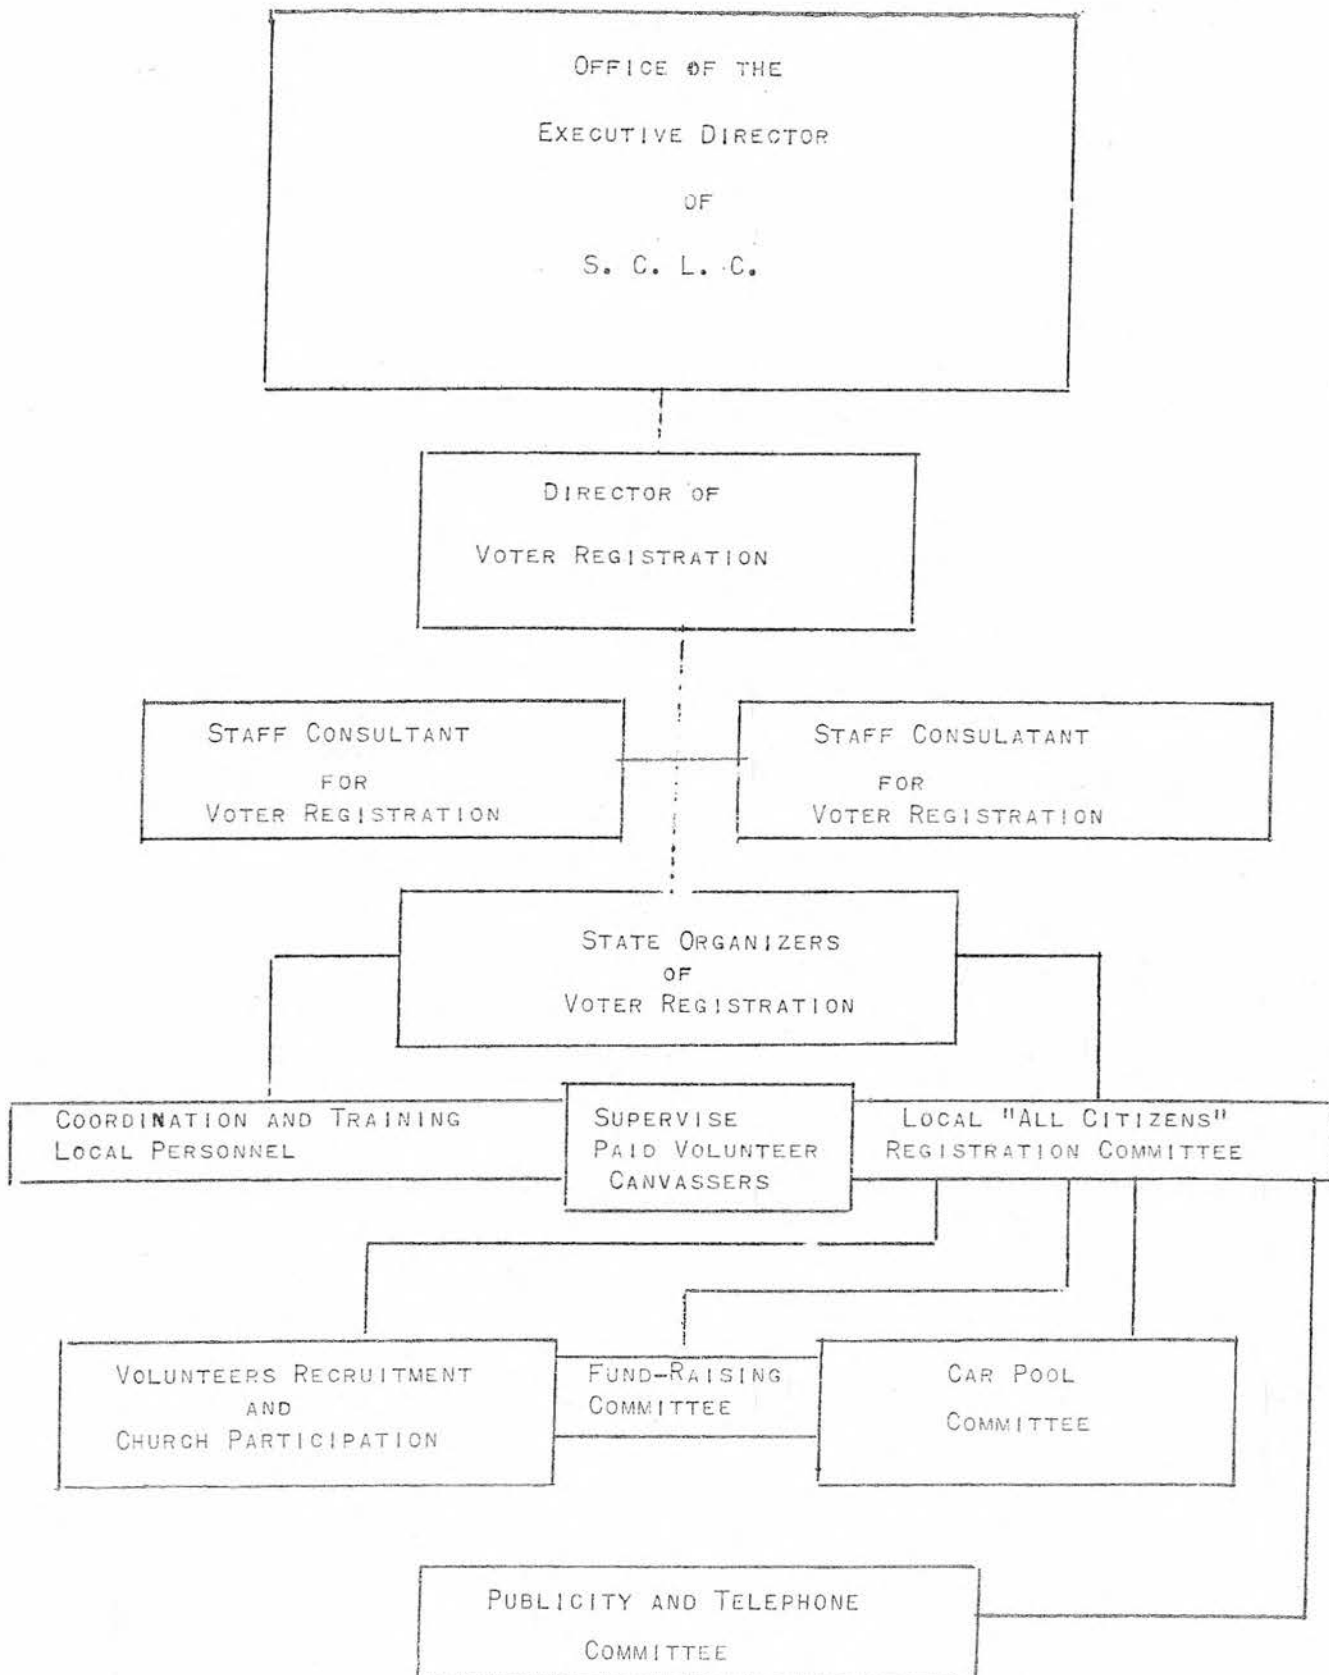 OFFICE OF THE
EXECUTIVE DIRECTOR
OF
S. C. L. C.
DIRECTOR OF
VOTER REGISTRATION
STAFF CONSULTANT
FOR
VOTER REGISTRATION
STAFF CONSULATANT
FOR
VOTER REGISTRATION
STATE ORGANIZERS
OF
VOTER REGISTRATION
COORDINATION AND TRAINING
LOCAL PERSONNEL
SUPERVISE
PAID VOLUNTEER
CANVASSERS
LOCAL "ALL CITIZENS"
REGISTRATION COMMITTEE
VOLUNTEERS RECRUITMENT
AND
CHURCH PARTICIPATION
FUND-RAISING
COMMITTEE
CAR POOL
COMMITTEE
PUBLICITY AND TELEPHONE
COMMITTEE